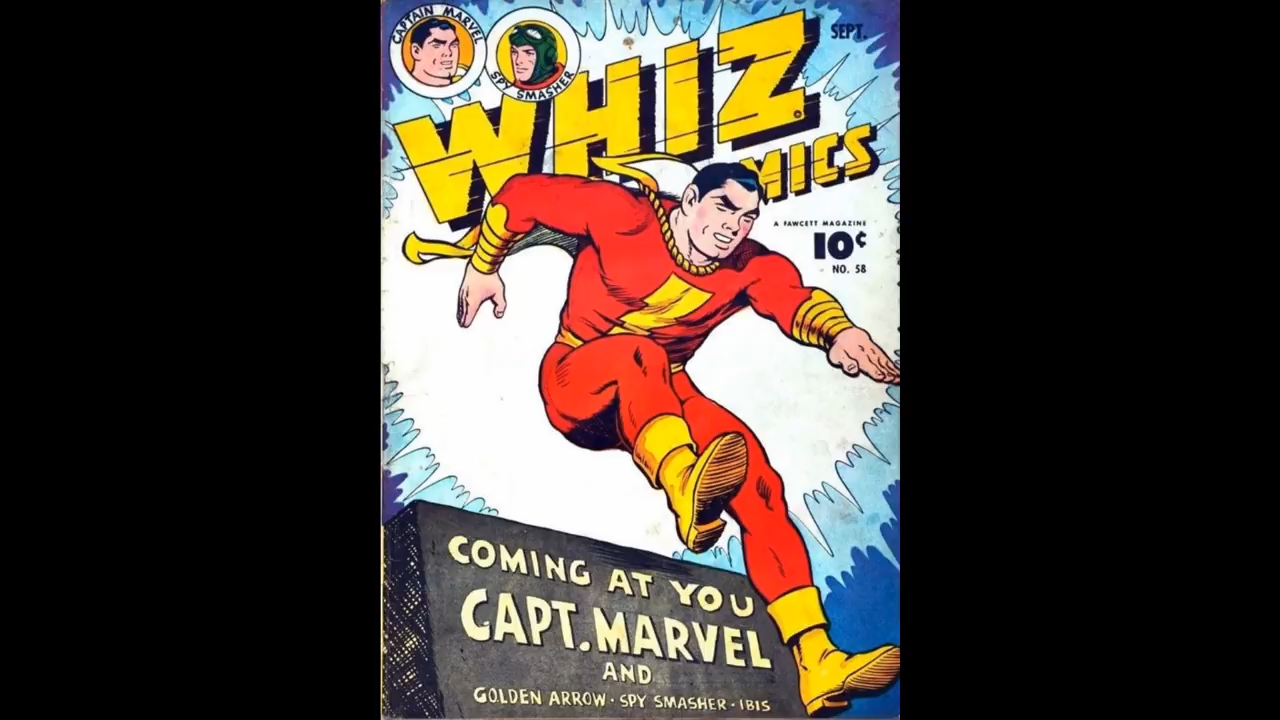 CAPTAIN MARVEL
SPY SMASHER
SEPT.
WHIZ
MICS
A FAWCETT MAGAZINE
10¢
NO. 58
COMING AT YOU
CAPT. MARVEL
AND
GOLDEN ARROW · SPY SMASHER · IBIS